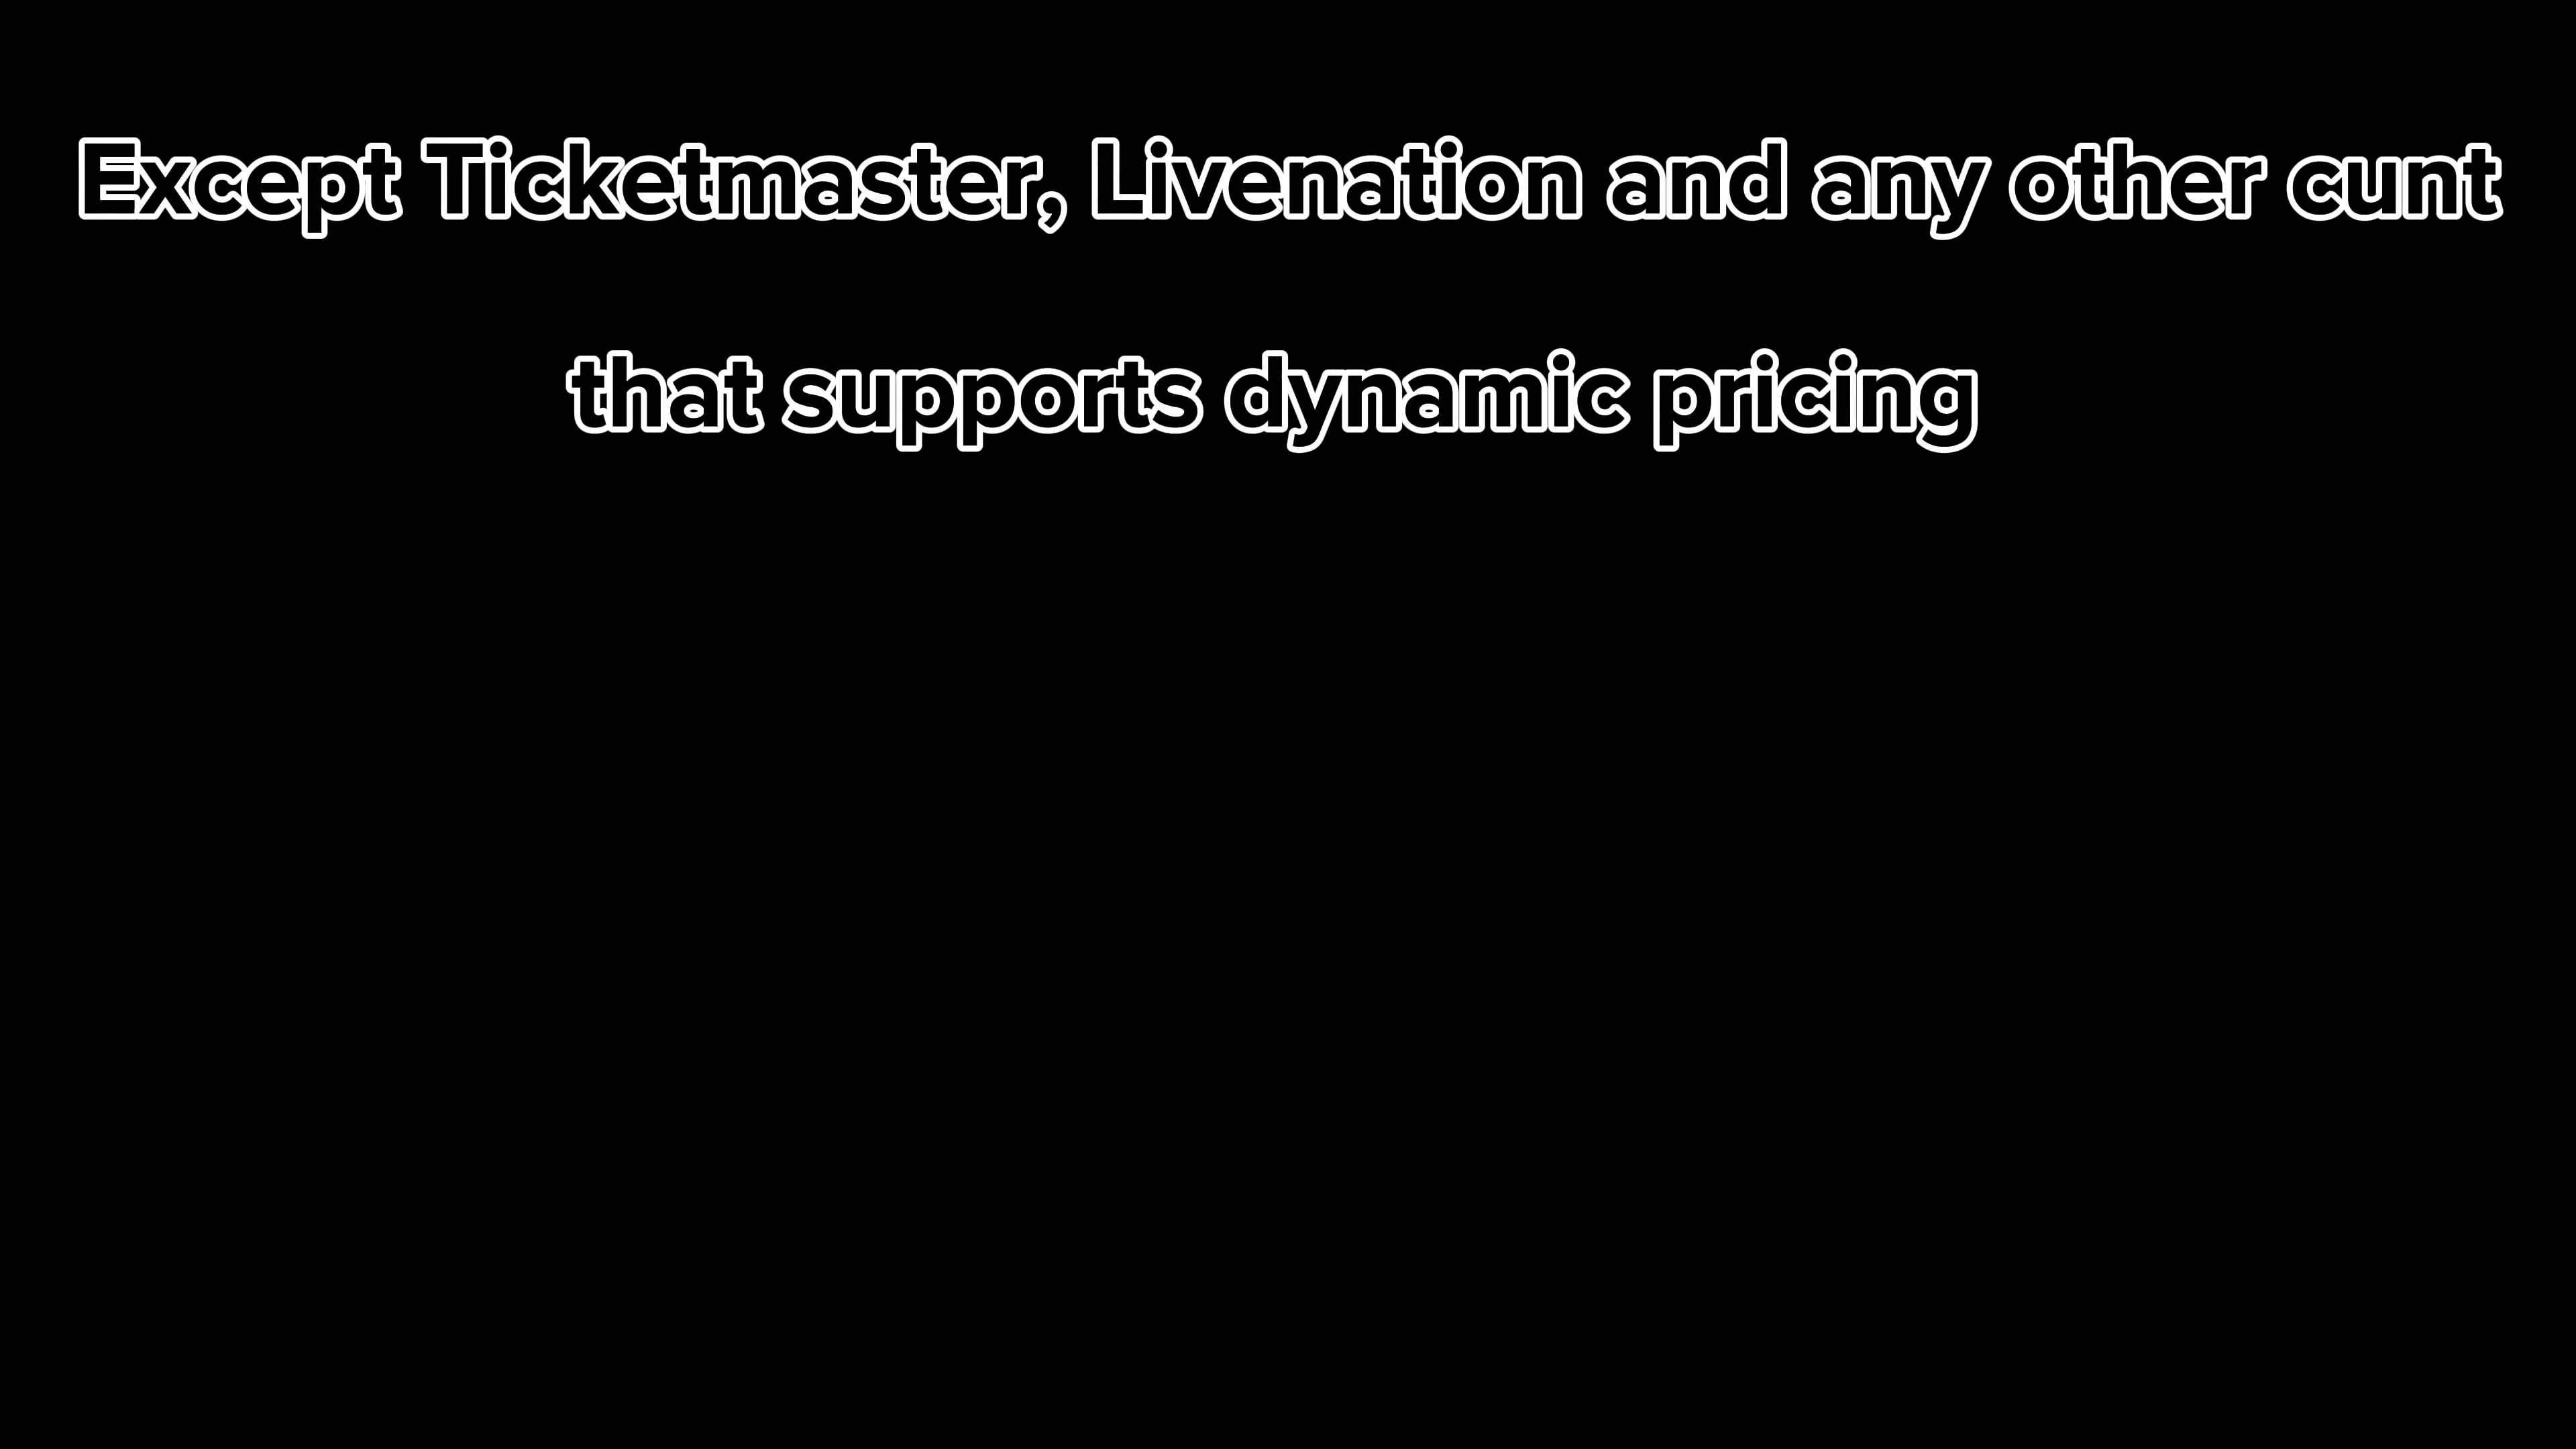 Except Ticketmaster, Livenation and any other cunt
that supports dynamic pricing